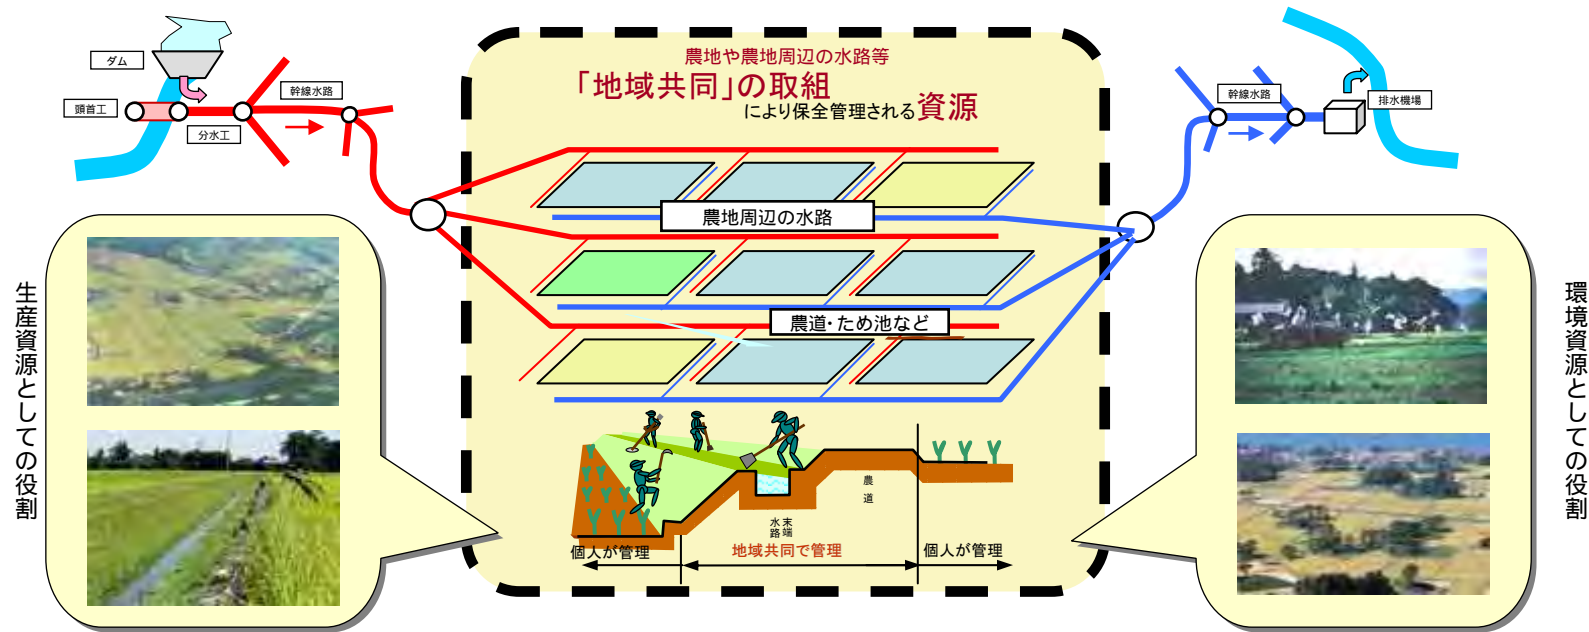 農地や農地周辺の水路等
「地域共同」の取組
により保全管理される資源
ダム
頭首工
分水工
幹線水路
幹線水路
排水機場
農地周辺の水路
農道・ため池など
生産資源としての役割
環境資源としての役割
農道
末端
水路
個人が管理
地域共同で管理
個人が管理